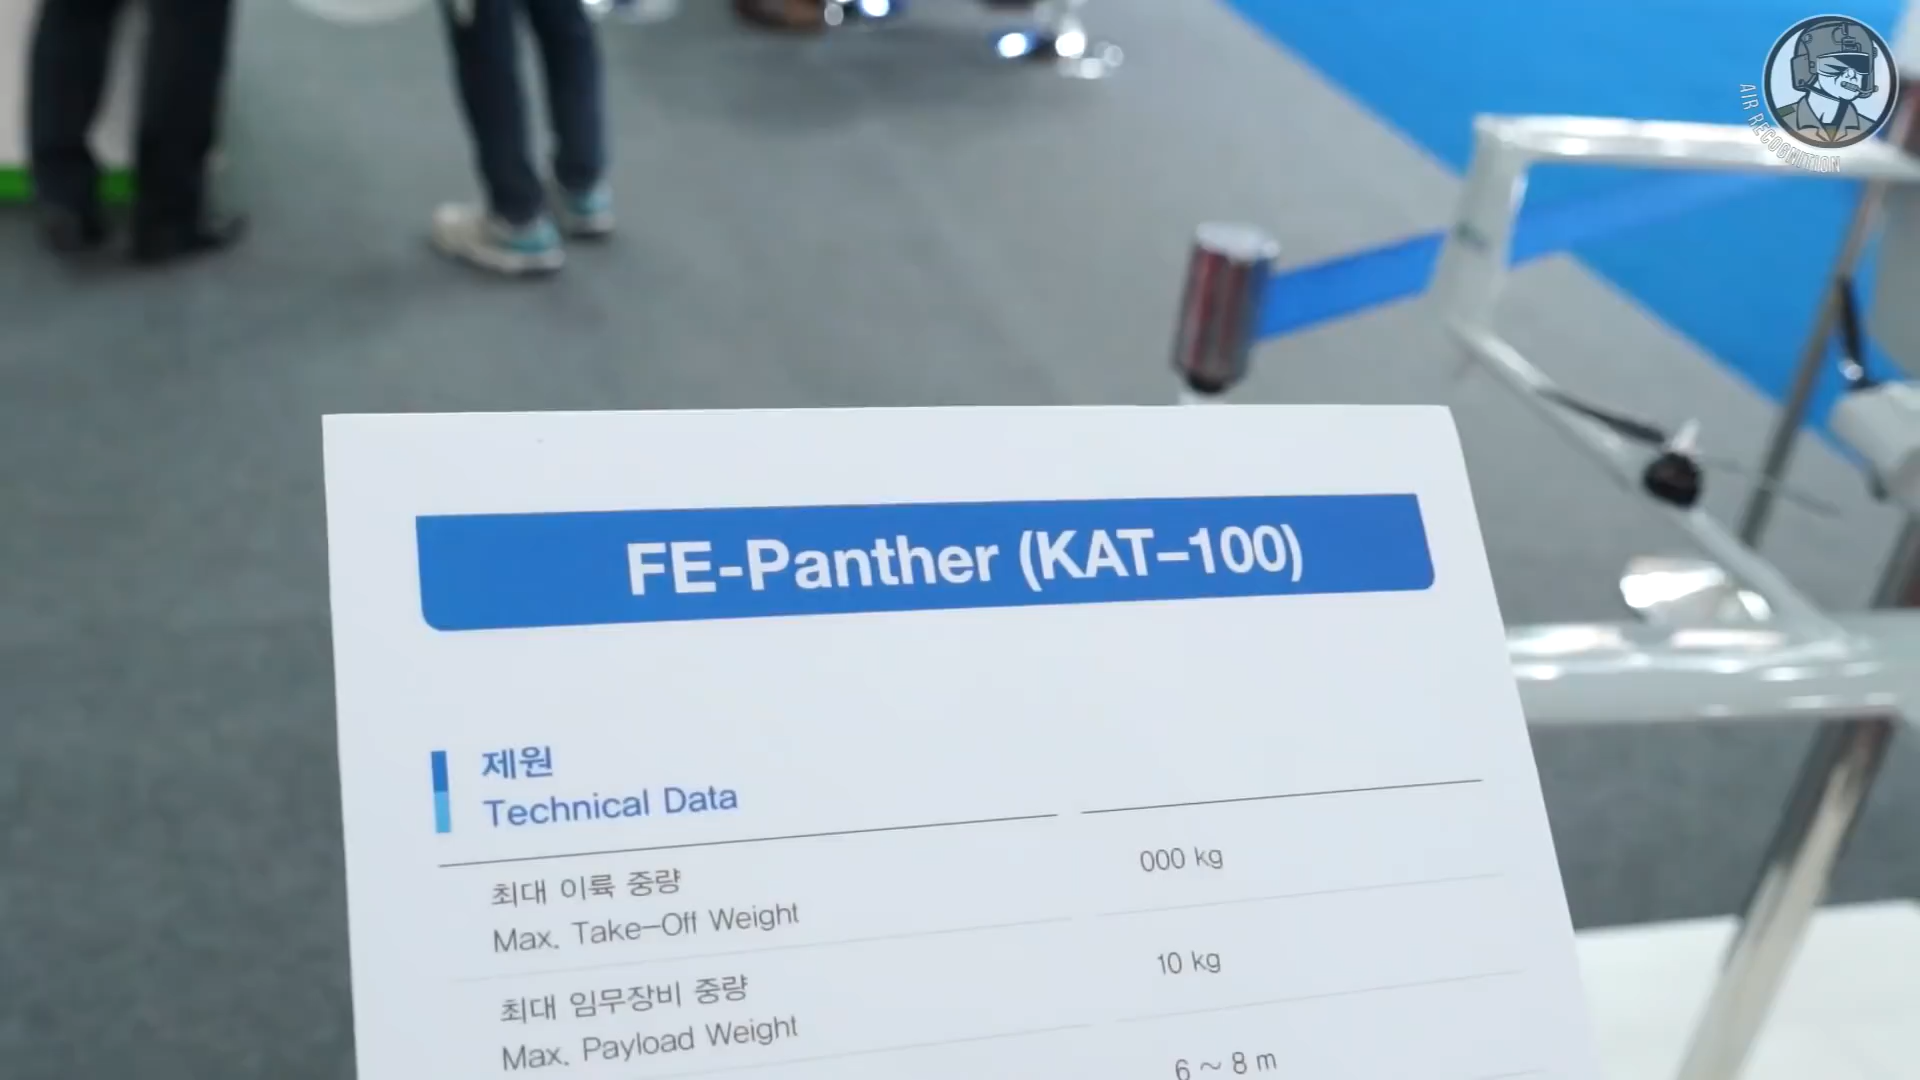 AIR RECOGNITION
FE-Panther (KAT-100)
제원
Technical Data
최대 이륙 중량
000 kg
Max. Take-Off Weight
최대 임무장비 중량
10 kg
Max. Payload Weight
6 ~ 8 m